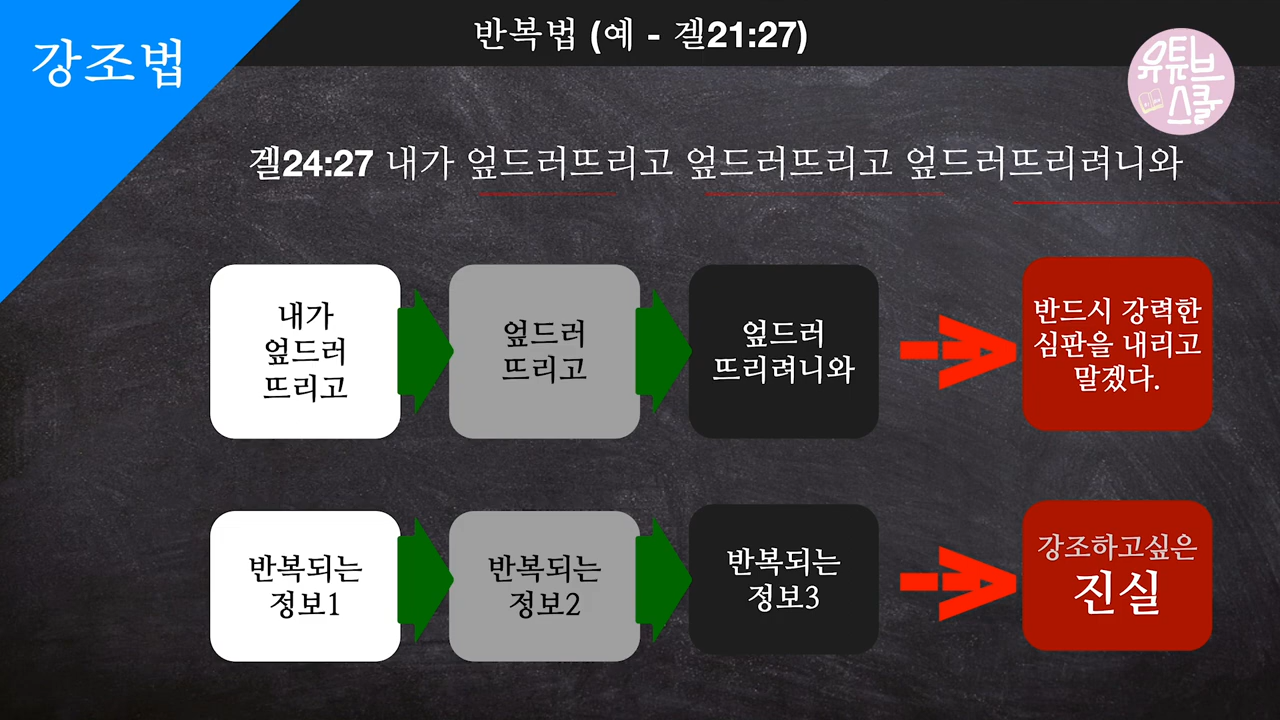 강조법
반복법 (예 - 겔21:27)
유튜브
스쿨
겔24:27 내가 엎드러뜨리고 엎드러뜨리고 엎드러뜨리려니와
내가
엎드러
뜨리고
엎드러
뜨리고
엎드러
뜨리려니와
반드시 강력한
심판을 내리고
말겠다.
반복되는
정보1
반복되는
정보2
반복되는
정보3
강조하고싶은
진실